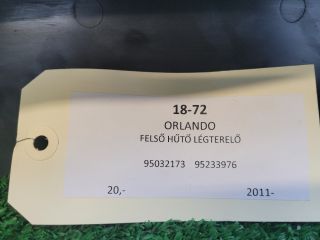 18-72
ORLANDO
FELSŐ HŰTŐ LÉGTERELŐ
95032173 95233976
20,- 2011-